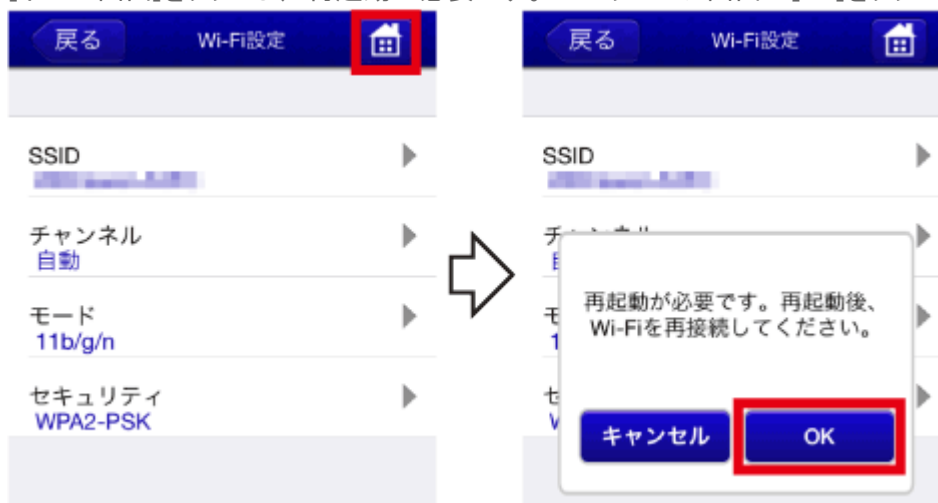 戻る
Wi-Fi設定
SSID
チャンネル
自動
モード
11b/g/n
セキュリティ
WPA2-PSK
戻る
Wi-Fi設定
SSID
再起動が必要です。再起動後、
Wi-Fiを再接続してください。
キャンセル
OK